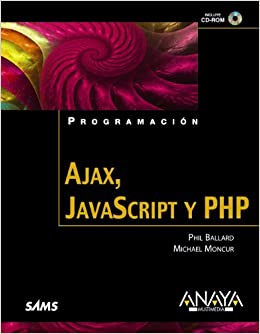 INCLUYE
CD-ROM
PROGRAMACIÓN
AJAX,
JAVASCRIPT Y PHP
PHIL BALLARD
MICHAEL MONCUR
SAMS
ANAYA
MULTIMEDIA